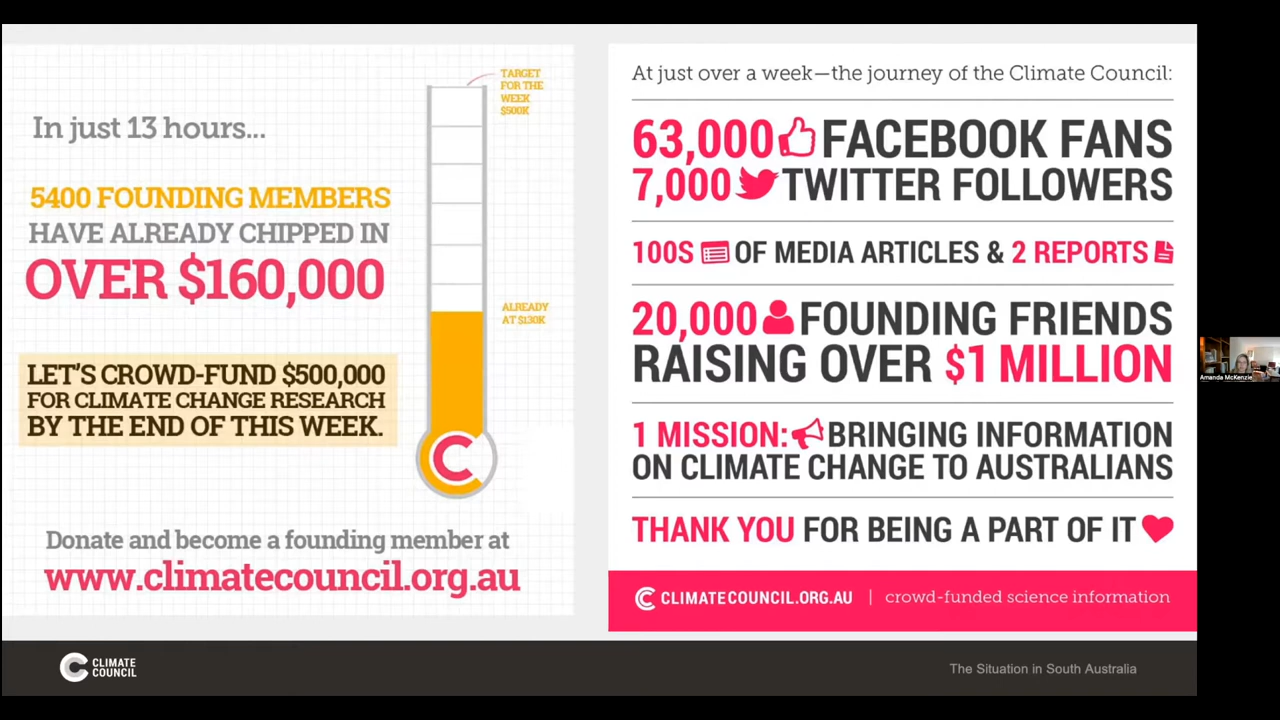 In just 13 hours...
5400 FOUNDING MEMBERS
HAVE ALREADY CHIPPED IN
OVER $160,000
LET'S CROWD-FUND $500,000
FOR CLIMATE CHANGE RESEARCH
BY THE END OF THIS WEEK.
TARGET
FOR THE
WEEK
$500K
ALREADY
AT $130K
Donate and become a founding member at
www.climatecouncil.org.au
At just over a week—the journey of the Climate Council:
63,000 FACEBOOK FANS
7,000 TWITTER FOLLOWERS
100S OF MEDIA ARTICLES & 2 REPORTS
20,000 FOUNDING FRIENDS
RAISING OVER $1 MILLION
1 MISSION: BRINGING INFORMATION
ON CLIMATE CHANGE TO AUSTRALIANS
THANK YOU FOR BEING A PART OF IT
CLIMATECOUNCIL.ORG.AU | crowd-funded science information
CLIMATE
COUNCIL
The Situation in South Australia
Amanda McKenzie